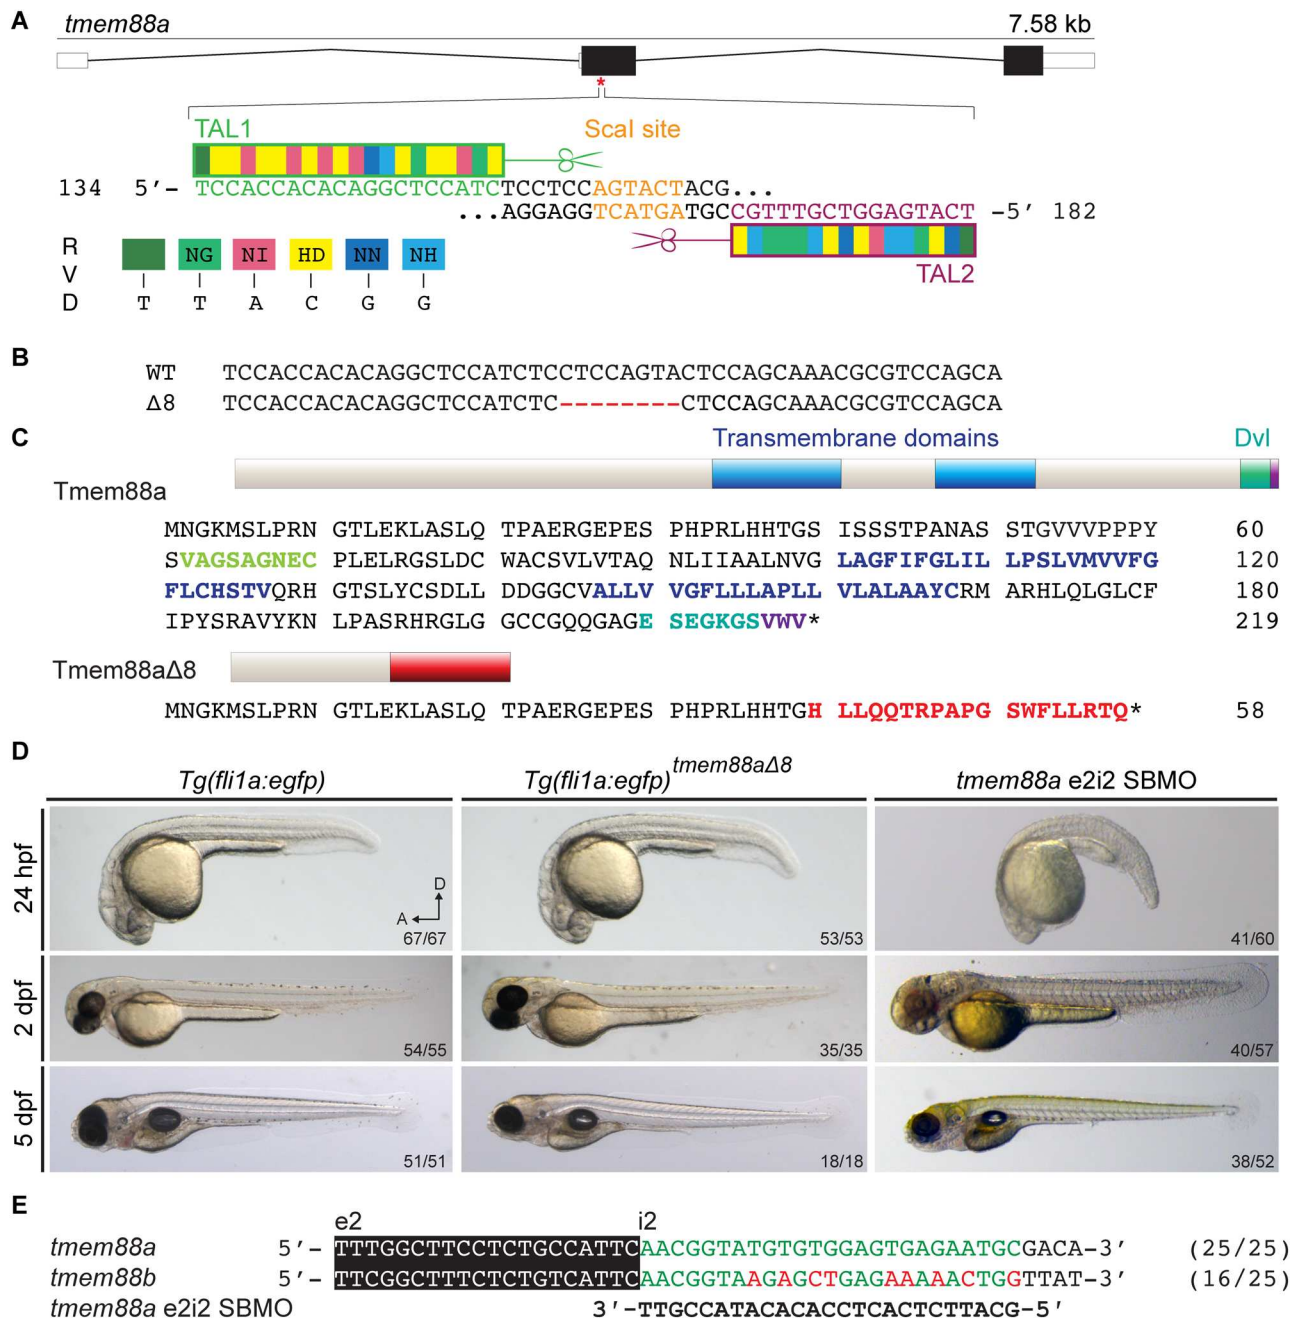 A
tmem88a 7.58 kb
*
TAL1 ScaI site
134 5′- TCCACCACACAGGCTCCATCTCCTCCAGTACTACG...
...AGGAGGTCATGATGCCGTTTGCTGGAGTACT -5′ 182
TAL2
R NG NI HD NN NH
V
D T T A C G G
B
WT TCCACCACACAGGCTCCATCTCCTCCAGTACTCCAGCAAACGCGTCCAGCA
Δ8 TCCACCACACAGGCTCCATCTC--------CTCCAGCAAACGCGTCCAGCA
C
Transmembrane domains Dvl
Tmem88a
MNGKMSLPRN GTLEKLASLQ TPAERGEPES PHPRLHHTGS ISSSTPANAS STGVVVPPPY 60
SVAGSAGNEC PLELRGSLDC WACSVLVTAQ NLIIAALNVG LAGFIFGLIL LPSLVMVVFG 120
FLCHSTVQRH GTSLYCSDLL DDGGCVALLV VGFLLLAPLL VLALAAYCRM ARHLQLGLCF 180
IPYSRAVYKN LPASRHRGLG GCCGQQGAGE SEGKGSVWV* 219
Tmem88aΔ8
MNGKMSLPRN GTLEKLASLQ TPAERGEPES PHPRLHHTGH LLQQTRPAPG SWFLLRTQ* 58
D
Tg(fli1a:egfp) Tg(fli1a:egfp)tmem88aΔ8 tmem88a e2i2 SBMO
24 hpf
D
A
67/67 53/53 41/60
2 dpf
54/55 35/35 40/57
5 dpf
51/51 18/18 38/52
E
e2 i2
tmem88a 5′- TTTGGCTTCCTCTGCCATTCAACGGTATGTGTGGAGTGAGAATGCGACA-3′ (25/25)
tmem88b 5′- TTCGGCTTTCTCTGTCATTCAACGGTAAGAGCTGAGAAAAACTGGTTAT-3′ (16/25)
tmem88a e2i2 SBMO 3′-TTGCCATACACACCTCACTCTTACG-5′